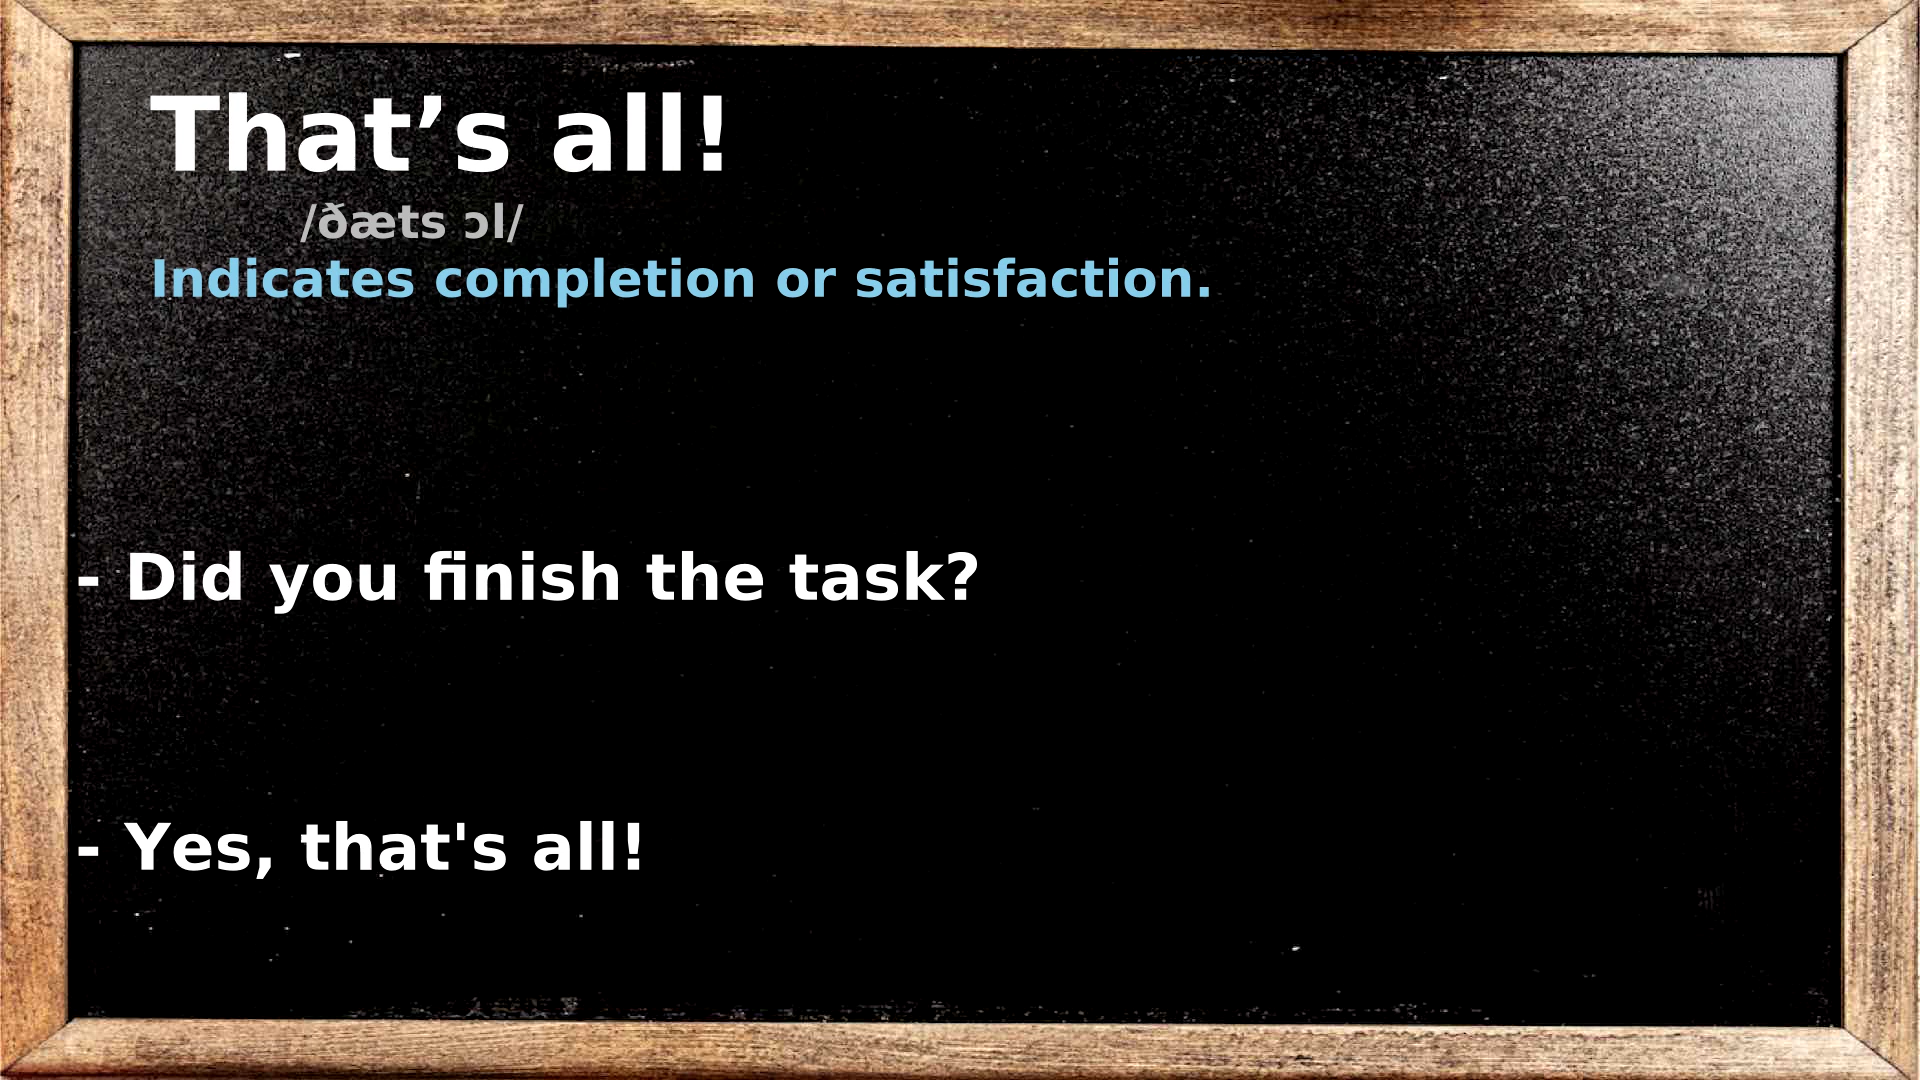 That’s all!
/ðæts ɔl/
Indicates completion or satisfaction.
- Did you finish the task?
- Yes, that's all!